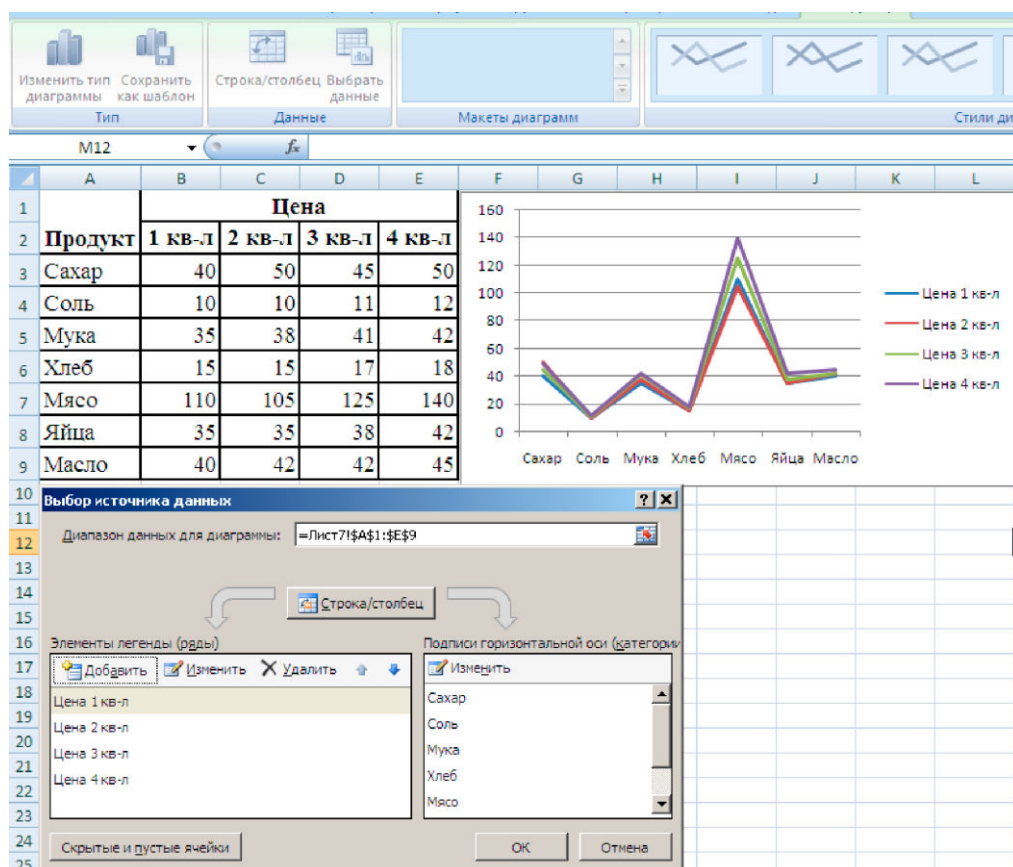 Изменить тип Сохранить Строка/столбец Выбрать
диаграммы как шаблон данные
Тип Данные Макеты диаграмм Стили ди
M12 fx
A B C D E F G H I J K L
1 Цена
2 Продукт 1 кв-л 2 кв-л 3 кв-л 4 кв-л
3 Сахар 40 50 45 50
4 Соль 10 10 11 12
5 Мука 35 38 41 42
6 Хлеб 15 15 17 18
7 Мясо 110 105 125 140
8 Яйца 35 35 38 42
9 Масло 40 42 42 45
160
140
120
100
80
60
40
20
0
Сахар Соль Мука Хлеб Мясо Яйца Масло
Цена 1 кв-л
Цена 2 кв-л
Цена 3 кв-л
Цена 4 кв-л
10
11
12
13
14
15
16
17
18
19
20
21
22
23
24
25
Выбор источника данных
Диапазон данных для диаграммы: =Лист7!$A$1:$E$9
Строка/столбец
Элементы легенды (ряды)
Добавить Изменить Удалить
Цена 1 кв-л
Цена 2 кв-л
Цена 3 кв-л
Цена 4 кв-л
Подписи горизонтальной оси (категории
Изменить
Сахар
Соль
Мука
Хлеб
Мясо
Скрытые и пустые ячейки OK Отмена